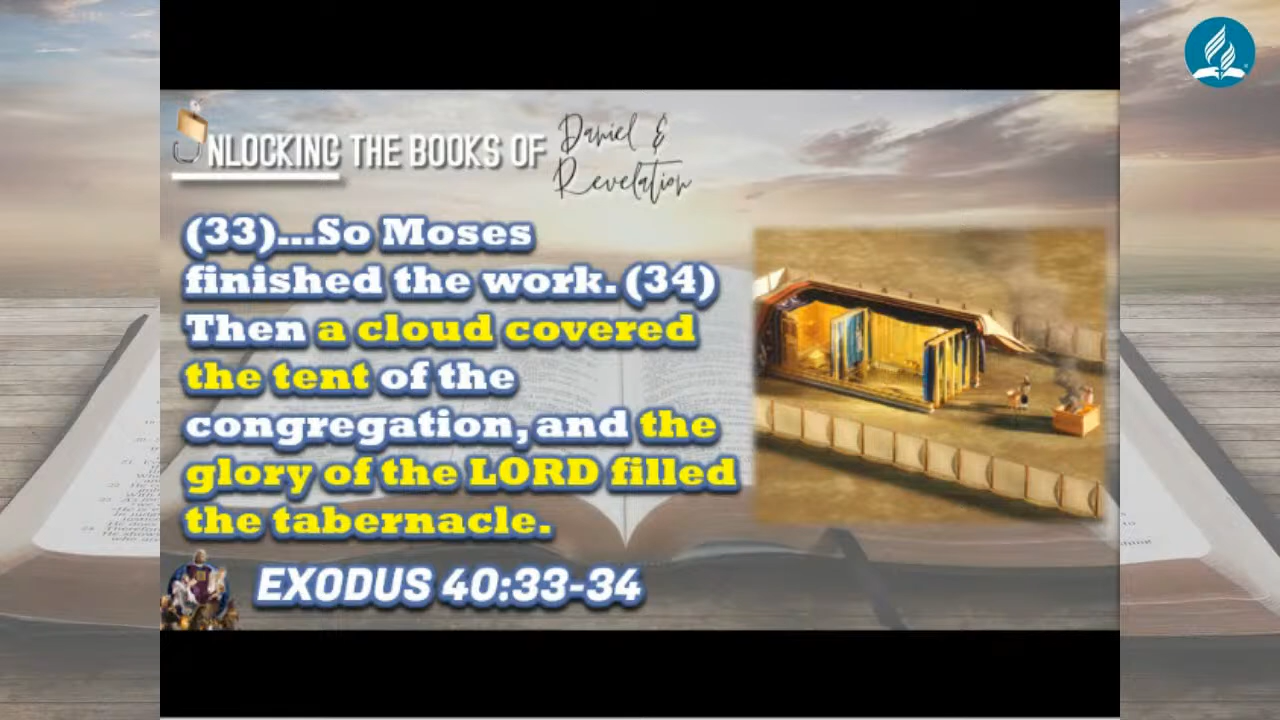 UNLOCKING THE BOOKS OF Daniel & Revelation
(33)...So Moses
finished the work. (34)
Then a cloud covered
the tent of the
congregation, and the
glory of the LORD filled
the tabernacle.
EXODUS 40:33-34